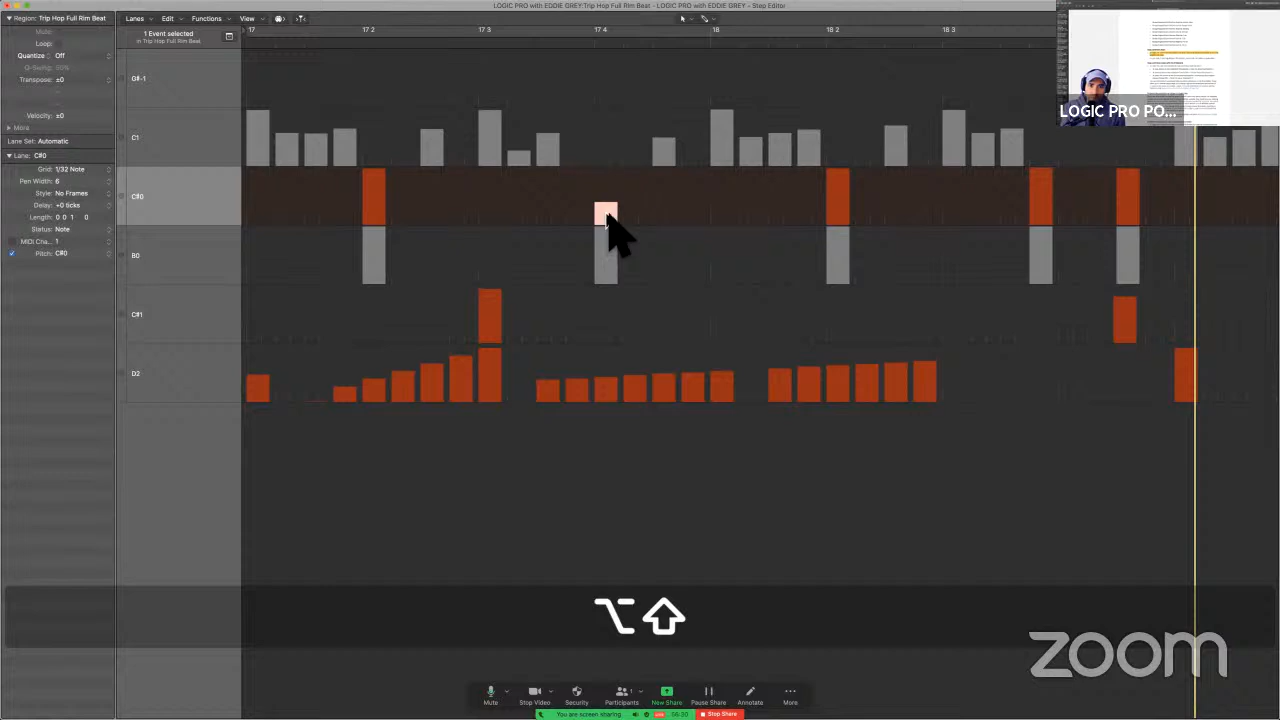 LOGIC PRO with EDDIE GREY:Trip Hop Full Rim Beat - LOGIC PRO with EDDIE GREY - Step Editor
Region: Trip Hop Full Rim Beat
Lanes Edit Functions View
17 2 17 4 18 2 18 3
Mute:
1 Event selected
in Trip Hop Full Rim Beat
Loop:
Quantize: Off
Transpose: ±0
G#-1
LOGIC PRO PO...
Velocity: ±0
More
C1
Lane Set: Automatic
Lane: C#0
Grid: 1/32 Note
Pen Width: 6
Style: No Frames
C#0
Delay: +0 ticks
Length: 0 0 1 0
Status: Note
MIDI Cha... 1
Pitch: C#0
B0
C#1
D2
⌥⇧
zoom
Mute Stop Video Security Participants 1 New Share Pause Share Annotate More
You are screen sharing Stop Share